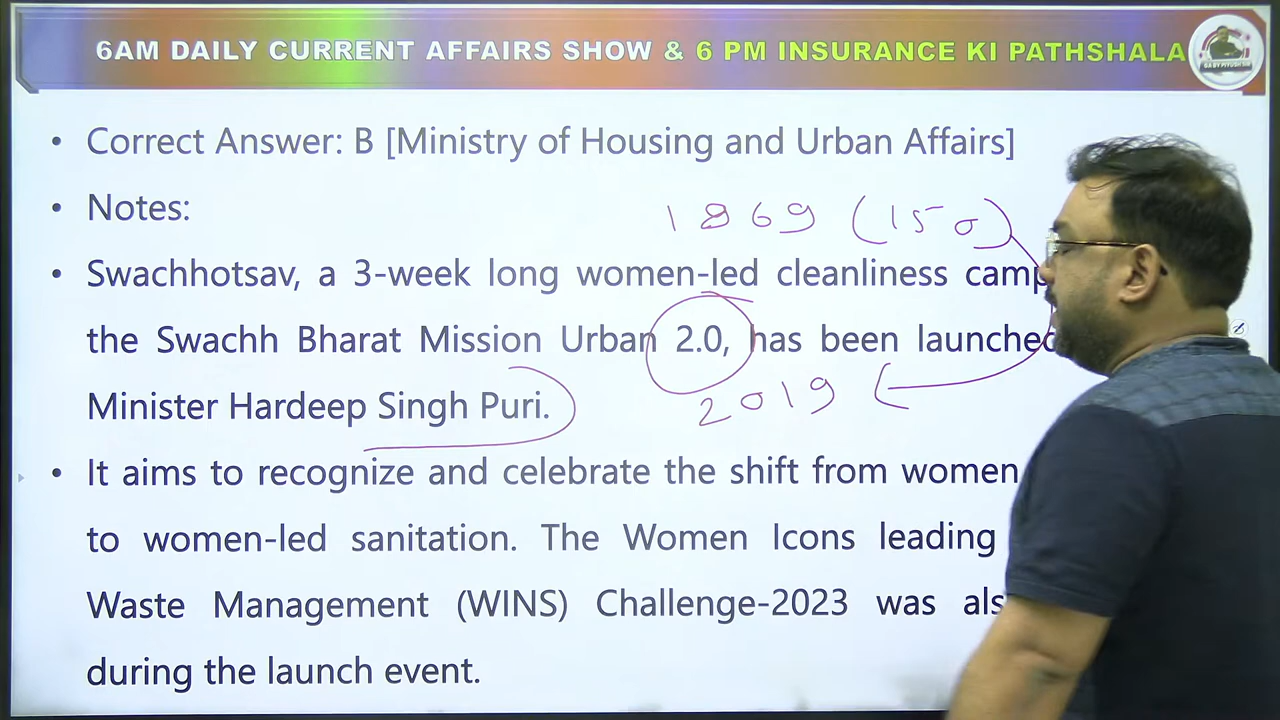 6AM DAILY CURRENT AFFAIRS SHOW & 6 PM INSURANCE KI PATHSHALA
• Correct Answer: B [Ministry of Housing and Urban Affairs]
• Notes:
1869 (150)
• Swachhotsav, a 3-week long women-led cleanliness camp
the Swachh Bharat Mission Urban 2.0, has been launched
Minister Hardeep Singh Puri.
2019
• It aims to recognize and celebrate the shift from women
to women-led sanitation. The Women Icons leading
Waste Management (WINS) Challenge-2023 was als
during the launch event.